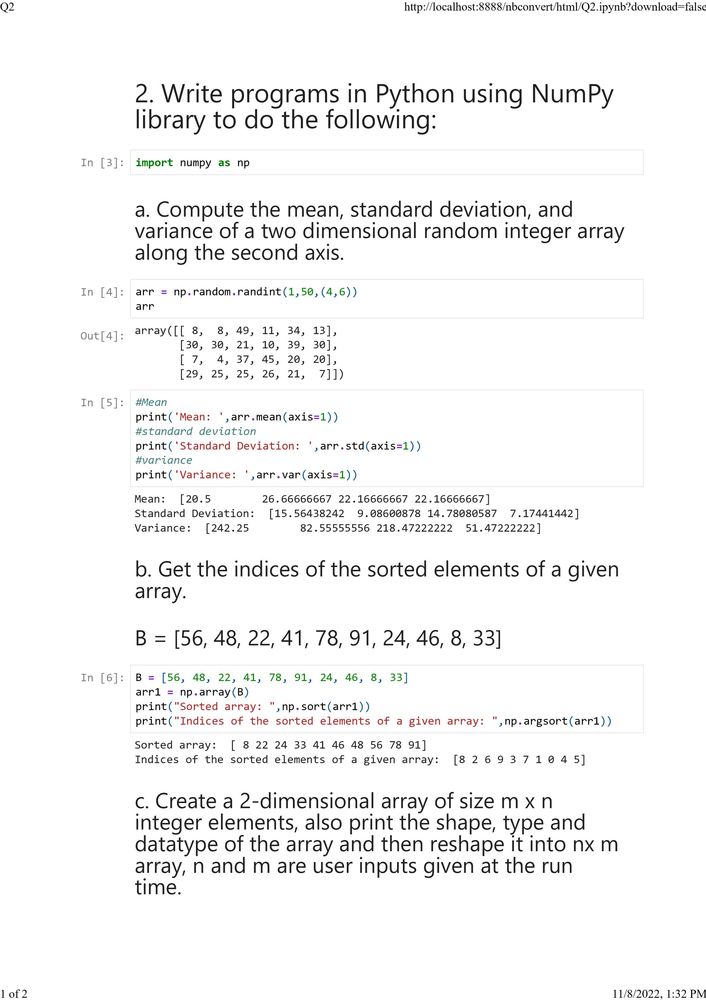 Q2 http://localhost:8888/nbconvert/html/Q2.ipynb?download=false
2. Write programs in Python using NumPy
library to do the following:
In [3]: import numpy as np
a. Compute the mean, standard deviation, and
variance of a two dimensional random integer array
along the second axis.
In [4]: arr = np.random.randint(1,50,(4,6))
arr
Out[4]: array([[ 8,  8, 49, 11, 34, 13],
       [30, 30, 21, 10, 39, 30],
       [ 7,  4, 37, 45, 20, 20],
       [29, 25, 25, 26, 21,  7]])
In [5]: #Mean
print('Mean: ',arr.mean(axis=1))
#standard deviation
print('Standard Deviation: ',arr.std(axis=1))
#variance
print('Variance: ',arr.var(axis=1))
Mean:  [20.5        26.66666667 22.16666667 22.16666667]
Standard Deviation:  [15.56438242  9.08600878 14.78080587  7.17441442]
Variance:  [242.25        82.55555556 218.47222222  51.47222222]
b. Get the indices of the sorted elements of a given
array.
B = [56, 48, 22, 41, 78, 91, 24, 46, 8, 33]
In [6]: B = [56, 48, 22, 41, 78, 91, 24, 46, 8, 33]
arr1 = np.array(B)
print("Sorted array: ",np.sort(arr1))
print("Indices of the sorted elements of a given array: ",np.argsort(arr1))
Sorted array:  [ 8 22 24 33 41 46 48 56 78 91]
Indices of the sorted elements of a given array:  [8 2 6 9 3 7 1 0 4 5]
c. Create a 2-dimensional array of size m x n
integer elements, also print the shape, type and
datatype of the array and then reshape it into nx m
array, n and m are user inputs given at the run
time.
1 of 2 11/8/2022, 1:32 PM